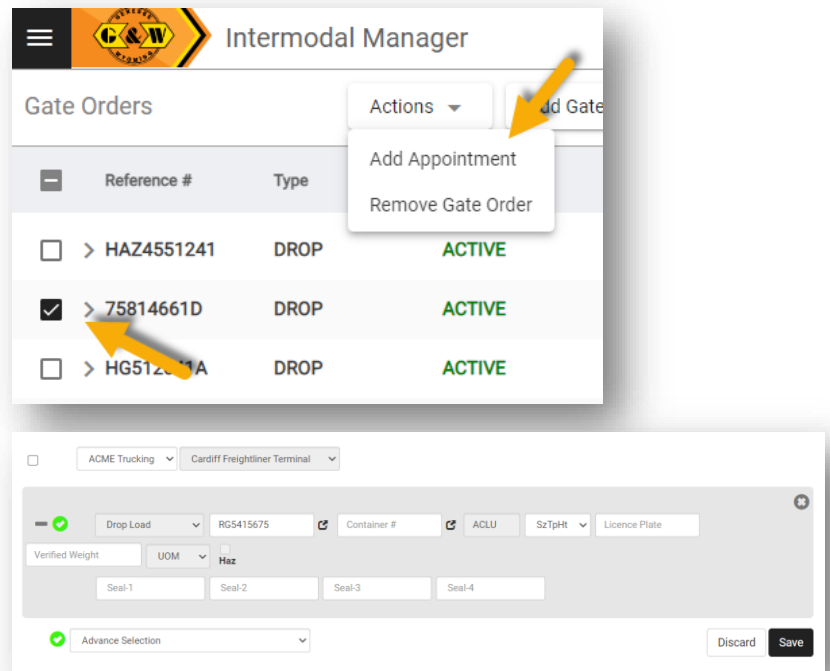 GENESEE
G&W
WYOMING
Intermodal Manager
Gate Orders
Actions
Gate
Add Appointment
Remove Gate Order
Reference #
Type
HAZ4551241
DROP
ACTIVE
75814661D
DROP
ACTIVE
DROP
ACTIVE
ACME Trucking
Cardiff Freightliner Terminal
Drop Load
RG5415675
Container #
ACLU
SzTpHt
Licence Plate
Verified Weight
UOM
Haz
Seal-1
Seal-2
Seal-3
Seal-4
Advance Selection
Discard
Save